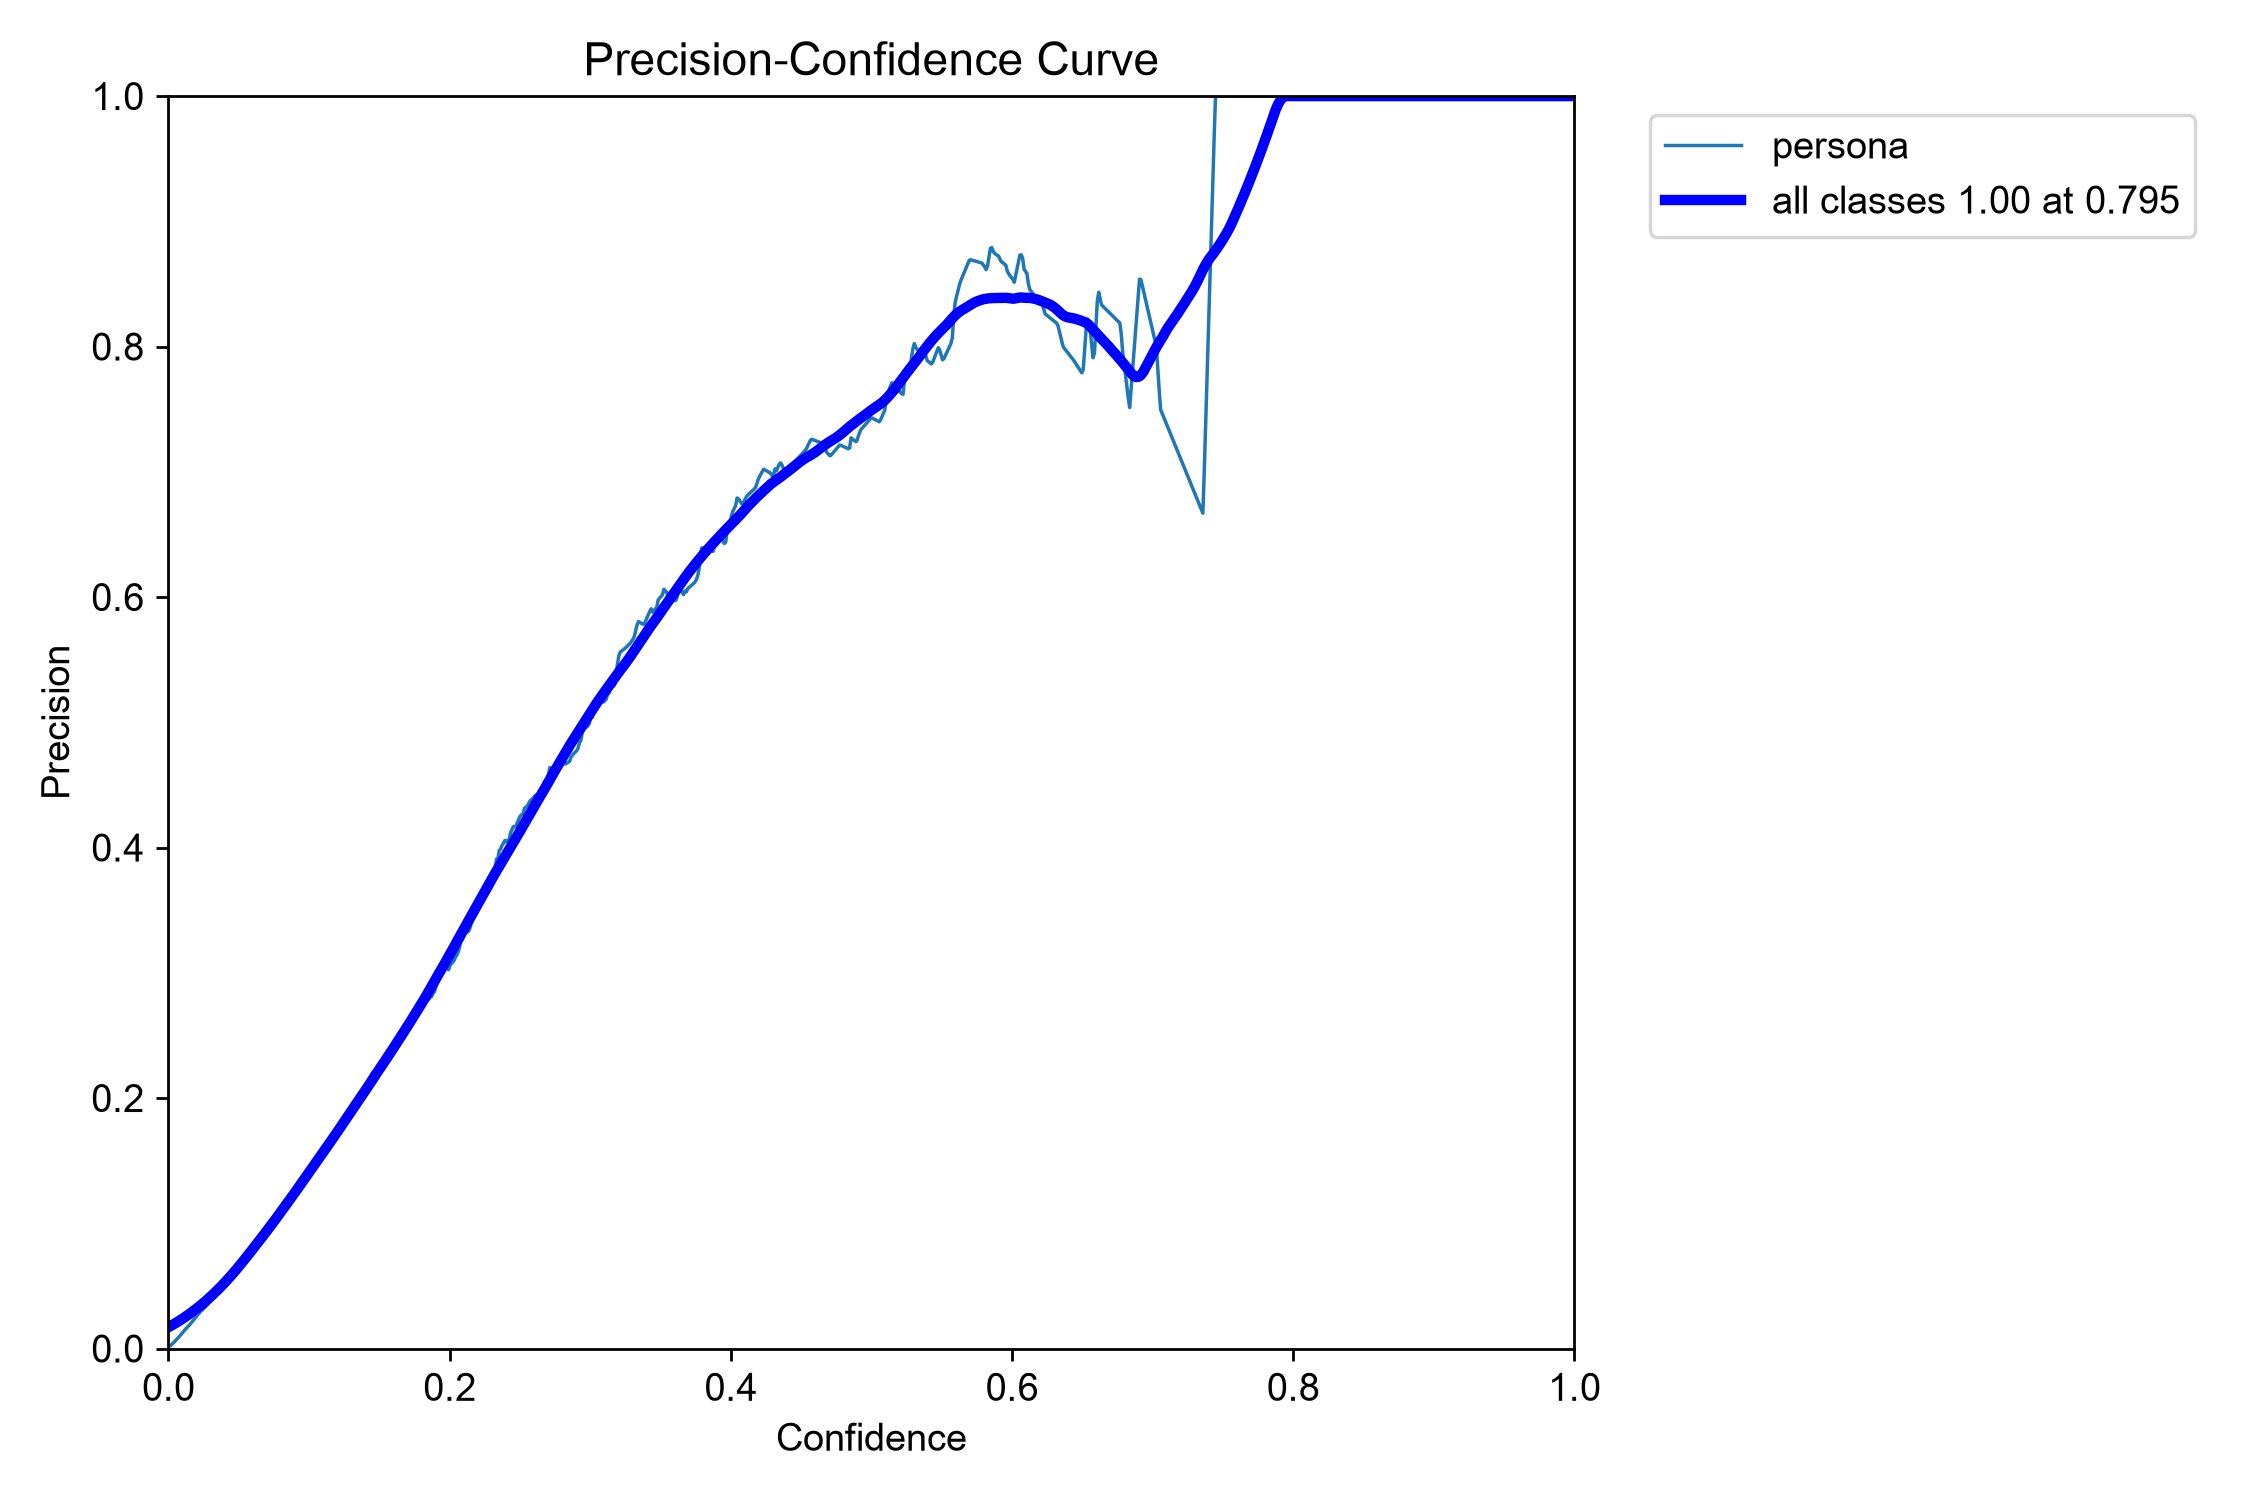 Precision-Confidence Curve
persona
all classes 1.00 at 0.795
Precision
1.0
0.8
0.6
0.4
0.2
0.0
0.0 0.2 0.4 0.6 0.8 1.0
Confidence